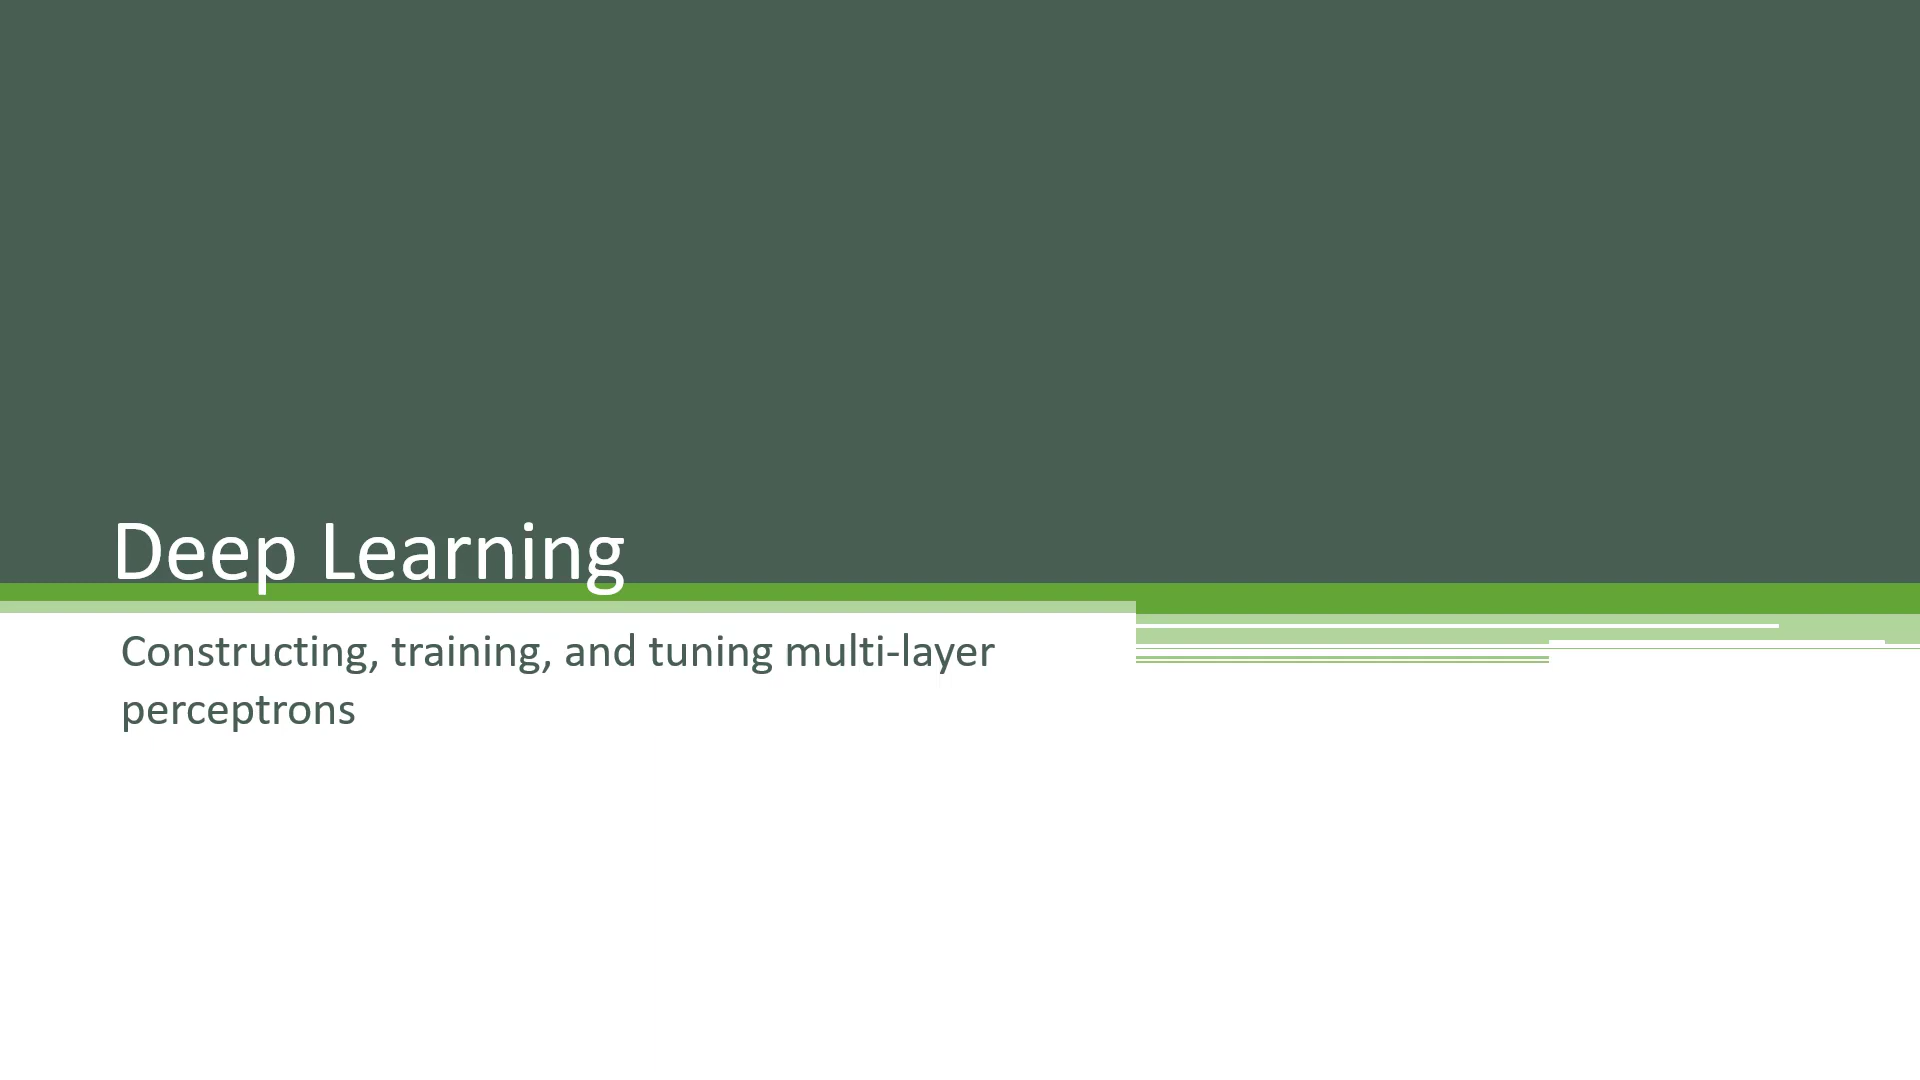 Deep Learning
Constructing, training, and tuning multi-layer
perceptrons